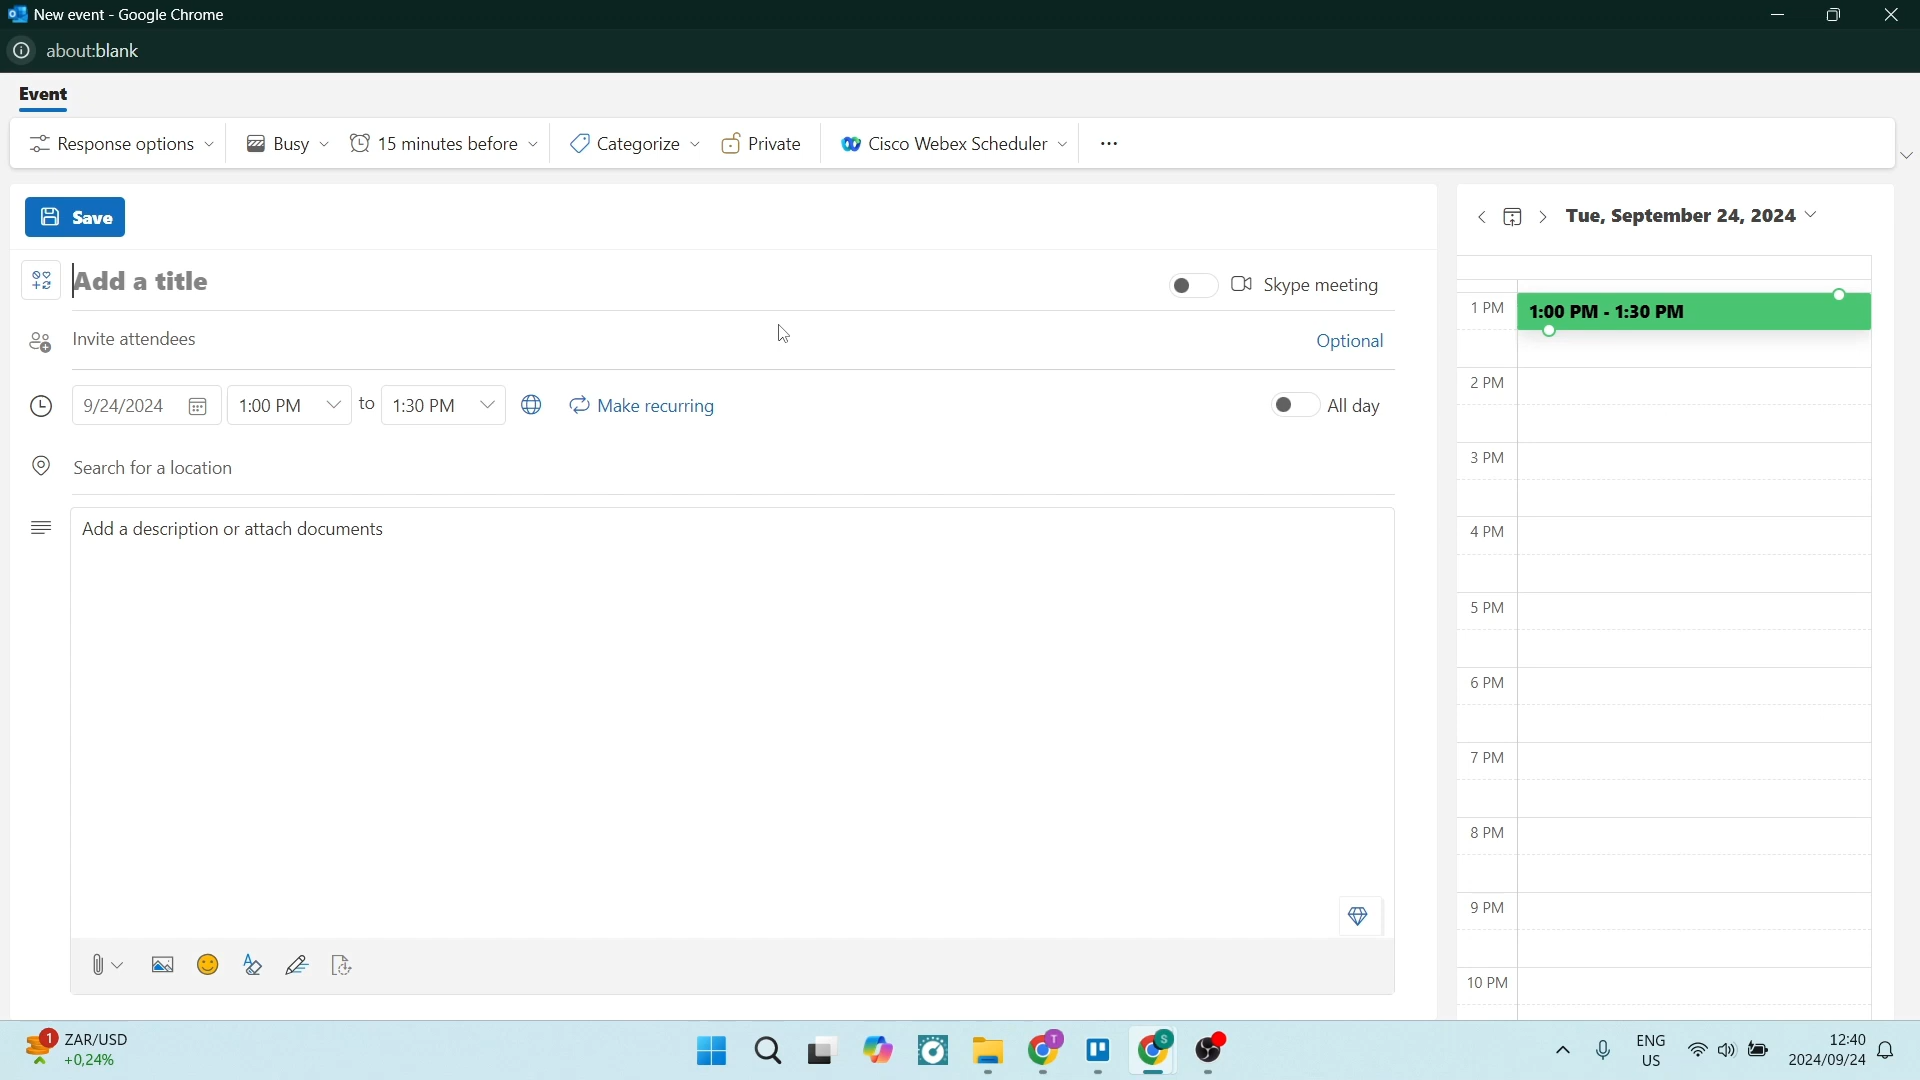 New event - Google Chrome
about:blank
Event
Response options
Busy
15 minutes before
Categorize
Private
Cisco Webex Scheduler
Save
Tue, September 24, 2024
Add a title
Skype meeting
Invite attendees
Optional
9/24/2024
1:00 PM
to
1:30 PM
Make recurring
All day
Search for a location
Add a description or attach documents
1 PM
1:00 PM - 1:30 PM
2 PM
3 PM
4 PM
5 PM
6 PM
7 PM
8 PM
9 PM
10 PM
1
ZAR/USD
+0,24%
T
S
ENG
US
12:40
2024/09/24